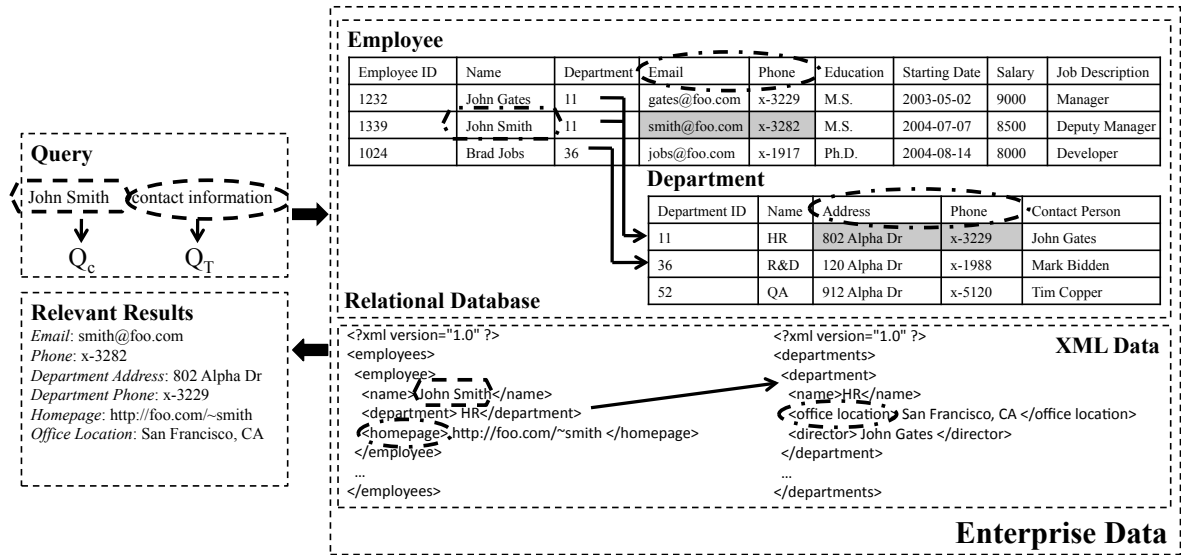 Query
John Smith contact information
Qc QT
Relevant Results
Email: smith@foo.com
Phone: x-3282
Department Address: 802 Alpha Dr
Department Phone: x-3229
Homepage: http://foo.com/~smith
Office Location: San Francisco, CA
Employee
Employee ID Name Department Email Phone Education Starting Date Salary Job Description
1232 John Gates 11 gates@foo.com x-3229 M.S. 2003-05-02 9000 Manager
1339 John Smith 11 smith@foo.com x-3282 M.S. 2004-07-07 8500 Deputy Manager
1024 Brad Jobs 36 jobs@foo.com x-1917 Ph.D. 2004-08-14 8000 Developer
Department
Department ID Name Address Phone Contact Person
11 HR 802 Alpha Dr x-3229 John Gates
36 R&D 120 Alpha Dr x-1988 Mark Bidden
52 QA 912 Alpha Dr x-5120 Tim Copper
Relational Database
<?xml version="1.0" ?>
<employees>
<employee>
<name> John Smith </name>
<department> HR</department>
<homepage> http://foo.com/~smith </homepage>
</employee>
...
</employees>
XML Data
<?xml version="1.0" ?>
<departments>
<department>
<name>HR</name>
<office location> San Francisco, CA </office location>
<director> John Gates </director>
</department>
...
</departments>
Enterprise Data